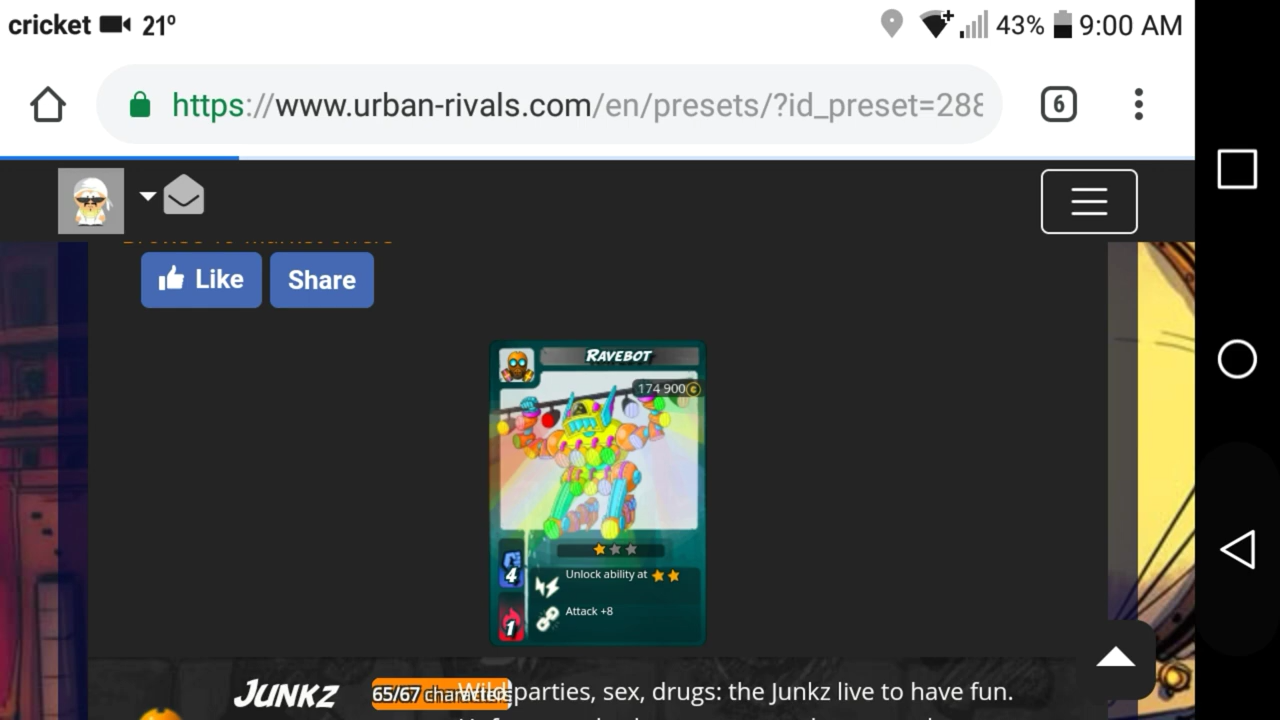 cricket 21° 43% 9:00 AM
https://www.urban-rivals.com/en/presets/?id_preset=288
6
Like Share
RAVEBOT
174 900
4
Unlock ability at
1
Attack +8
JUNKZ 65/67 characters Wild parties, sex, drugs: the Junkz live to have fun.